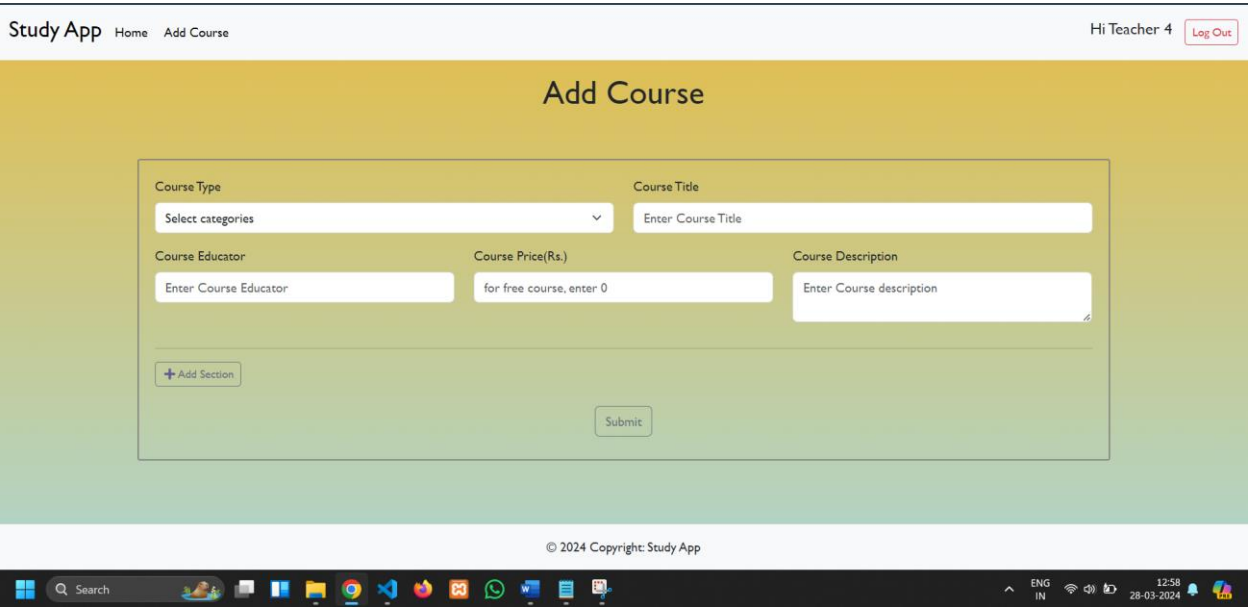 Study App Home Add Course Hi Teacher 4 Log Out
Add Course
Course Type Course Title
Select categories Enter Course Title
Course Educator Course Price(Rs.) Course Description
Enter Course Educator for free course, enter 0 Enter Course description
Add Section
Submit
© 2024 Copyright: Study App
Search ENG 12:58
IN 28-03-2024